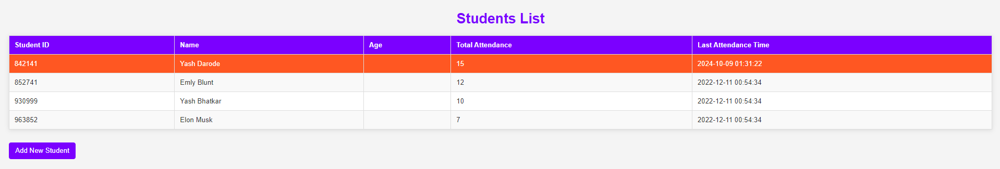 Students List
Student ID Name Age Total Attendance Last Attendance Time
842141 Yash Darode 15 2024-10-09 01:31:22
852741 Emly Blunt 12 2022-12-11 00:54:34
930999 Yash Bhatkar 10 2022-12-11 00:54:34
963852 Elon Musk 7 2022-12-11 00:54:34
Add New Student